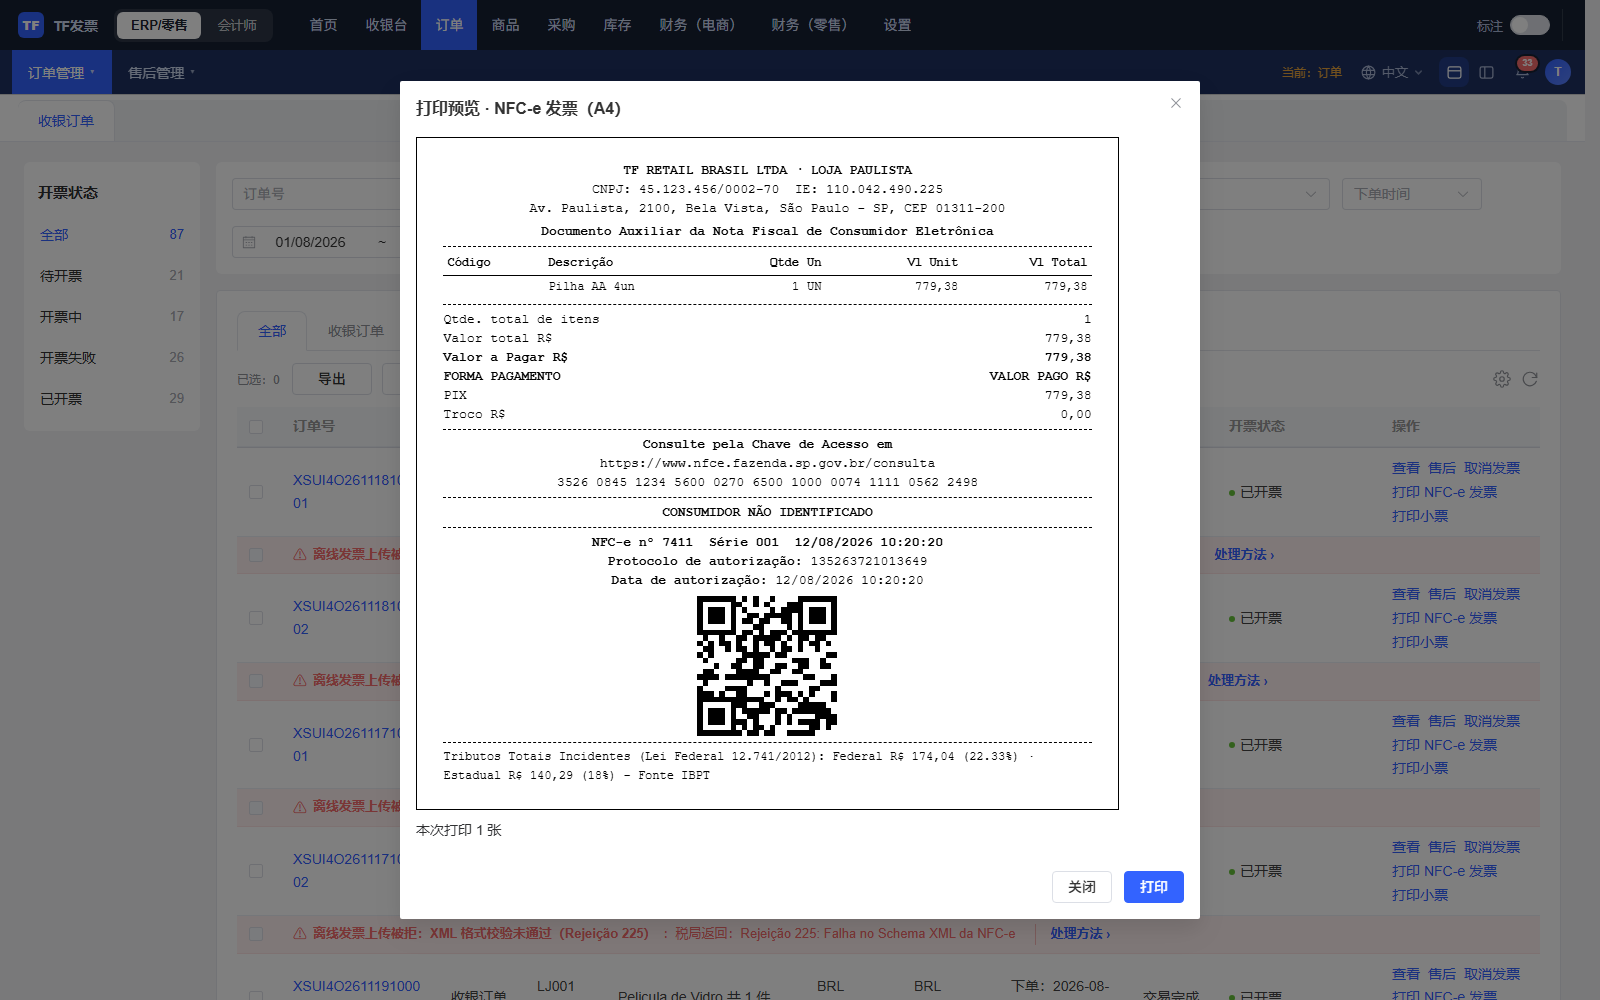 TF TF发票 ERP/零售 会计师 首页 收银台 订单 商品 采购 库存 财务（电商） 财务（零售） 设置 标注
订单管理 售后管理 当前：订单 中文 33 T
收银订单
开票状态
全部 87
待开票 21
开票中 17
开票失败 26
已开票 29
订单号 下单时间
01/08/2026 ~
全部 收银订单
已选：0 导出
订单号 开票状态 操作
XSUI4O26111810
01
已开票
查看 售后 取消发票
打印 NFC-e 发票
打印小票
离线发票上传被 处理方法 ›
XSUI4O26111810
02
已开票
查看 售后 取消发票
打印 NFC-e 发票
打印小票
离线发票上传被 处理方法 ›
XSUI4O26111710
01
已开票
查看 售后 取消发票
打印 NFC-e 发票
打印小票
离线发票上传被
XSUI4O26111710
02
已开票
查看 售后 取消发票
打印 NFC-e 发票
打印小票
离线发票上传被拒：XML 格式校验未通过（Rejeição 225） ：税局返回：Rejeição 225: Falha no Schema XML da NFC-e 处理方法 ›
XSUI4O2611191000 收银订单 LJ001 Película de Vidro 共 1 件 BRL BRL 下单：2026-08- 交易完成 已开票
查看 售后 取消发票
打印 NFC-e 发票
打印预览 · NFC-e 发票（A4）
TF RETAIL BRASIL LTDA · LOJA PAULISTA
CNPJ: 45.123.456/0002-70 IE: 110.042.490.225
Av. Paulista, 2100, Bela Vista, São Paulo - SP, CEP 01311-200
Documento Auxiliar da Nota Fiscal de Consumidor Eletrônica
Código Descrição Qtde Un Vl Unit Vl Total
Pilha AA 4un 1 UN 779,38 779,38
Qtde. total de itens 1
Valor total R$ 779,38
Valor a Pagar R$ 779,38
FORMA PAGAMENTO VALOR PAGO R$
PIX 779,38
Troco R$ 0,00
Consulte pela Chave de Acesso em
https://www.nfce.fazenda.sp.gov.br/consulta
3526 0845 1234 5600 0270 6500 1000 0074 1111 0562 2498
CONSUMIDOR NÃO IDENTIFICADO
NFC-e nº 7411 Série 001 12/08/2026 10:20:20
Protocolo de autorização: 135263721013649
Data de autorização: 12/08/2026 10:20:20
Tributos Totais Incidentes (Lei Federal 12.741/2012): Federal R$ 174,04 (22.33%) ·
Estadual R$ 140,29 (18%) - Fonte IBPT
本次打印 1 张
关闭 打印